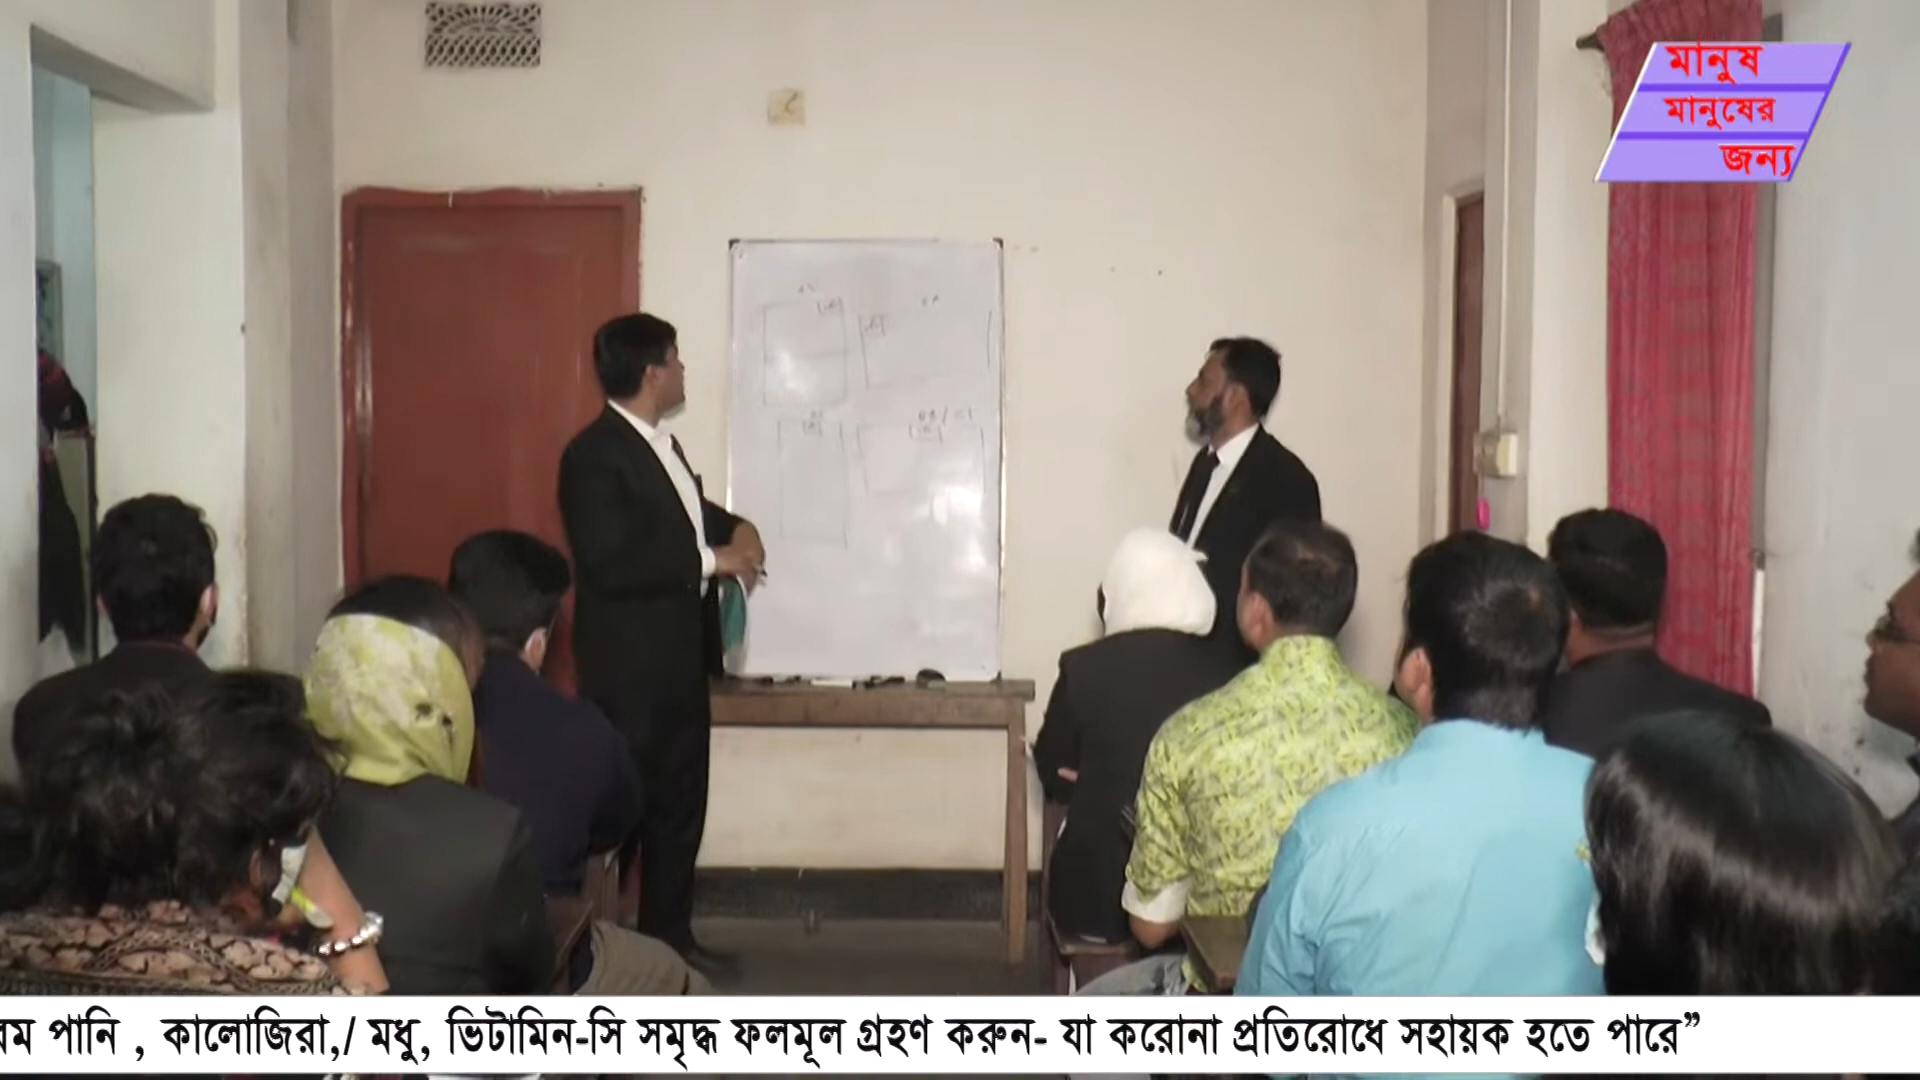 মানুষ
মানুষের
জন্য
পানি , কালোজিরা,/ মধু, ভিটামিন-সি সমৃদ্ধ ফলমূল গ্রহণ করুন- যা করোনা প্রতিরোধে সহায়ক হতে পারে”